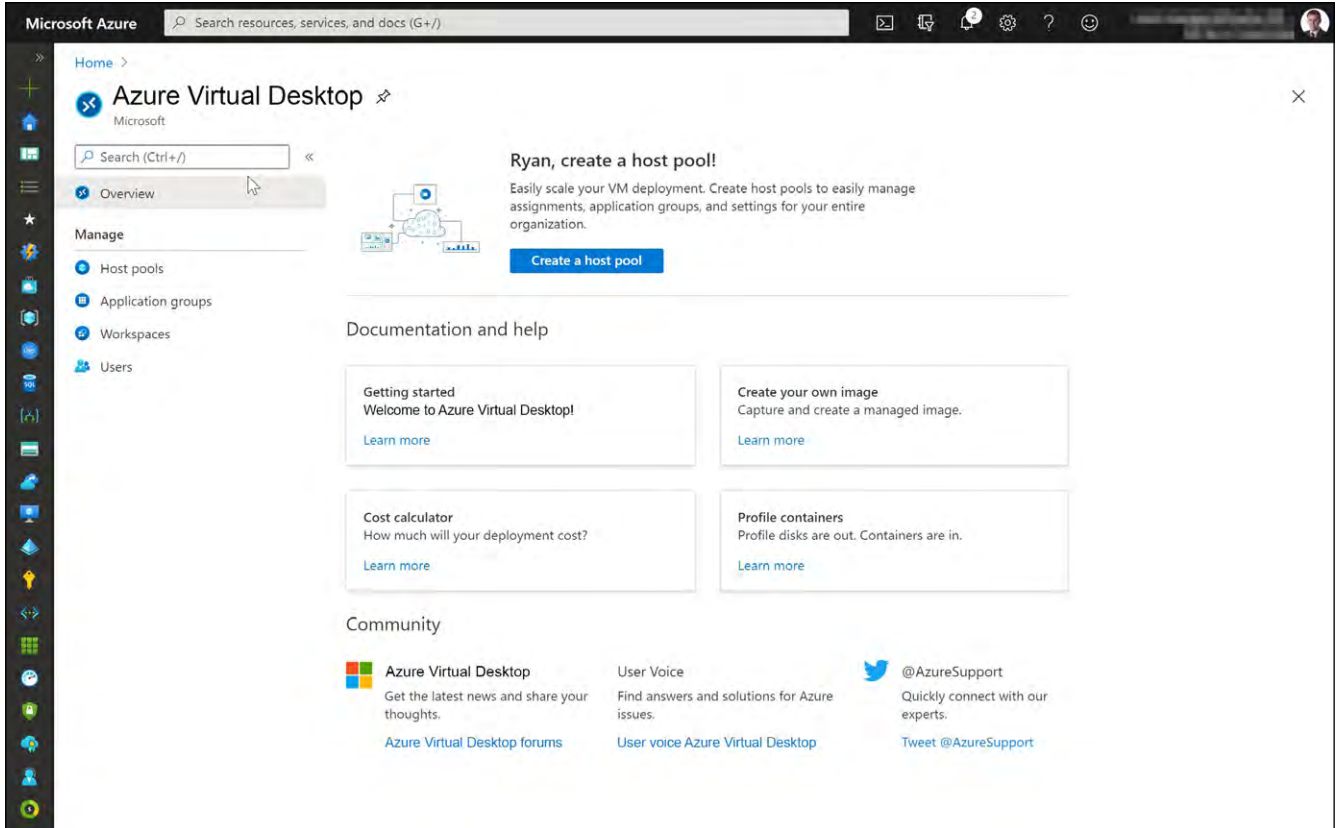 Microsoft Azure
Search resources, services, and docs (G+/)
2
Home >
Azure Virtual Desktop
Microsoft
Search (Ctrl+/)
Overview
Manage
Host pools
Application groups
Workspaces
Users
Ryan, create a host pool!
Easily scale your VM deployment. Create host pools to easily manage
assignments, application groups, and settings for your entire
organization.
Create a host pool
Documentation and help
Getting started
Welcome to Azure Virtual Desktop!
Learn more
Create your own image
Capture and create a managed image.
Learn more
Cost calculator
How much will your deployment cost?
Learn more
Profile containers
Profile disks are out. Containers are in.
Learn more
Community
Azure Virtual Desktop
Get the latest news and share your
thoughts.
Azure Virtual Desktop forums
User Voice
Find answers and solutions for Azure
issues.
User voice Azure Virtual Desktop
@AzureSupport
Quickly connect with our
experts.
Tweet @AzureSupport